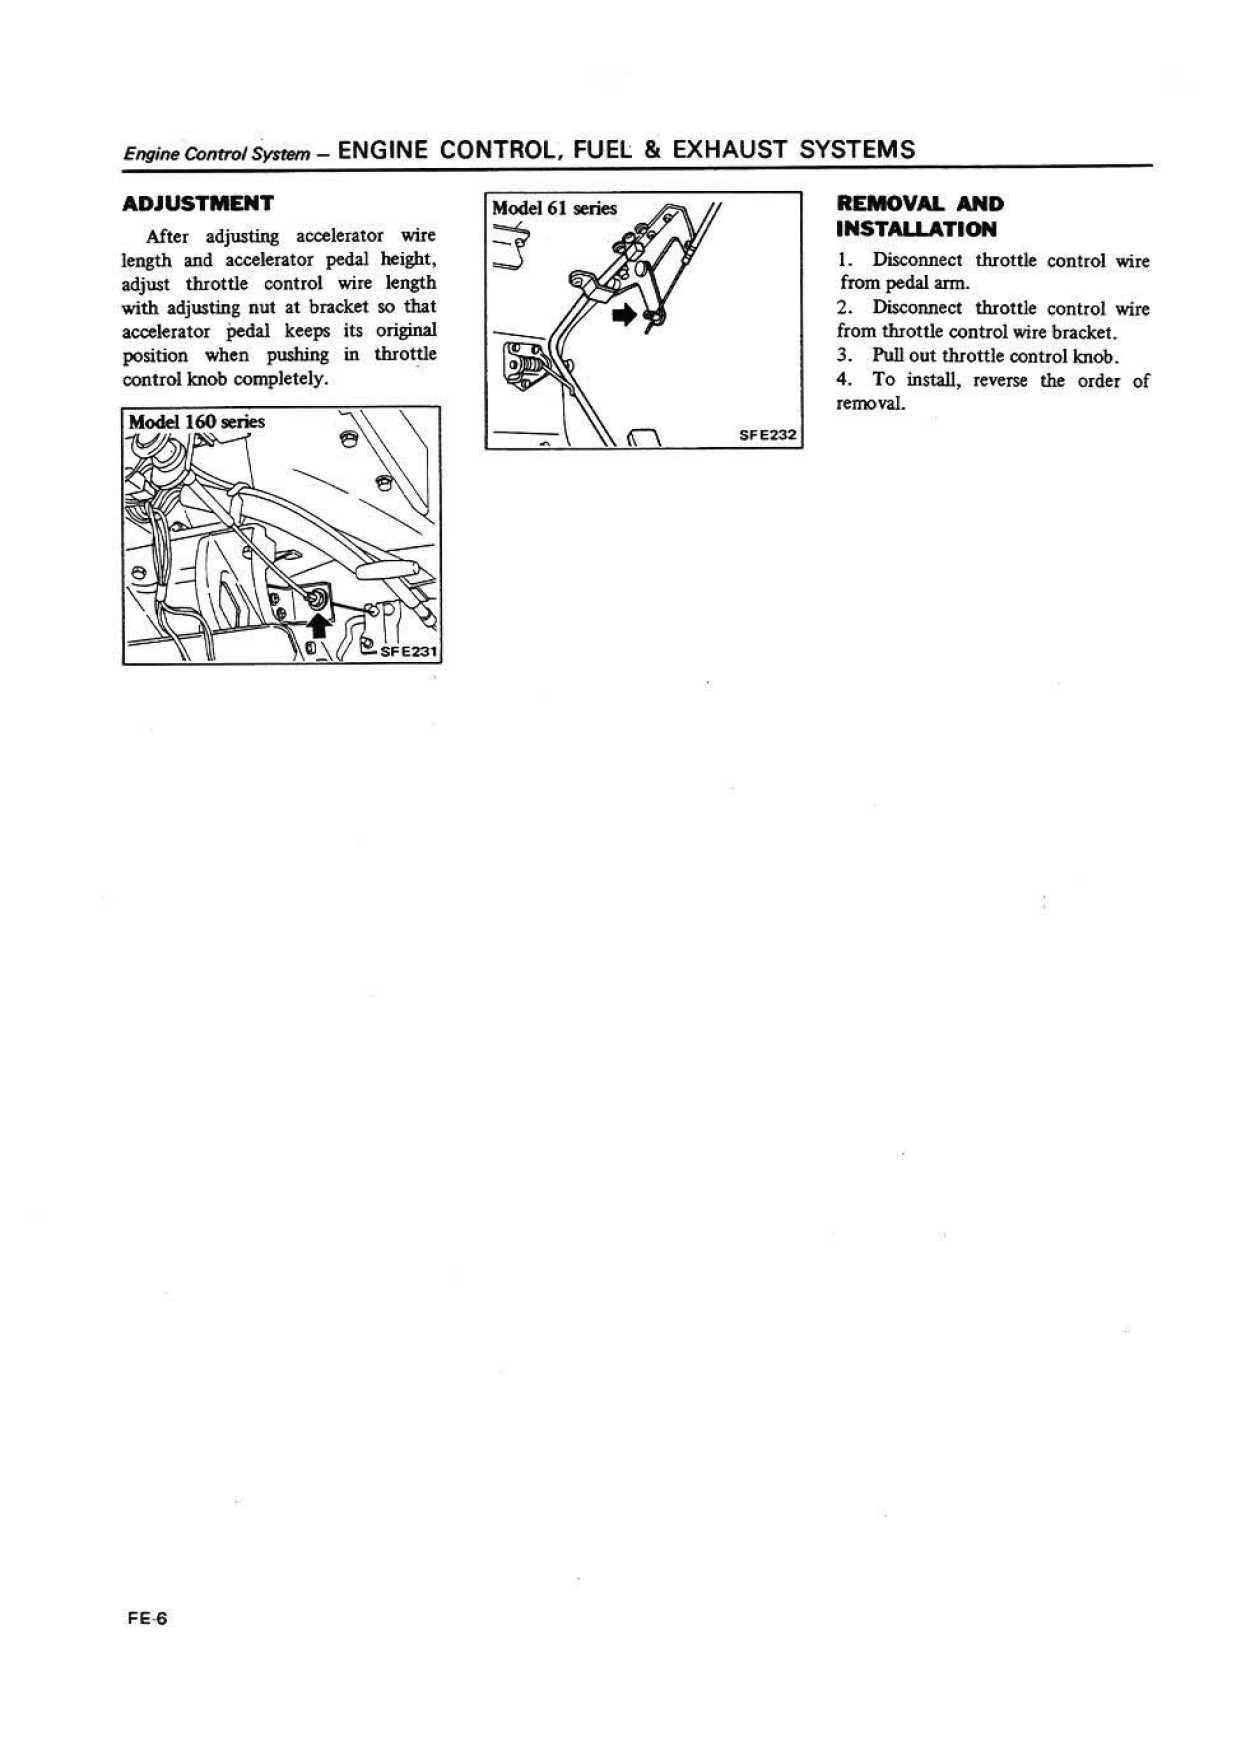 Engine Control System – ENGINE CONTROL, FUEL & EXHAUST SYSTEMS
ADJUSTMENT
After adjusting accelerator wire
length and accelerator pedal height,
adjust throttle control wire length
with adjusting nut at bracket so that
accelerator pedal keeps its original
position when pushing in throttle
control knob completely.
Model 160 series
SFE231
Model 61 series
SFE232
REMOVAL AND
INSTALLATION
1. Disconnect throttle control wire
from pedal arm.
2. Disconnect throttle control wire
from throttle control wire bracket.
3. Pull out throttle control knob.
4. To install, reverse the order of
removal.
FE-6